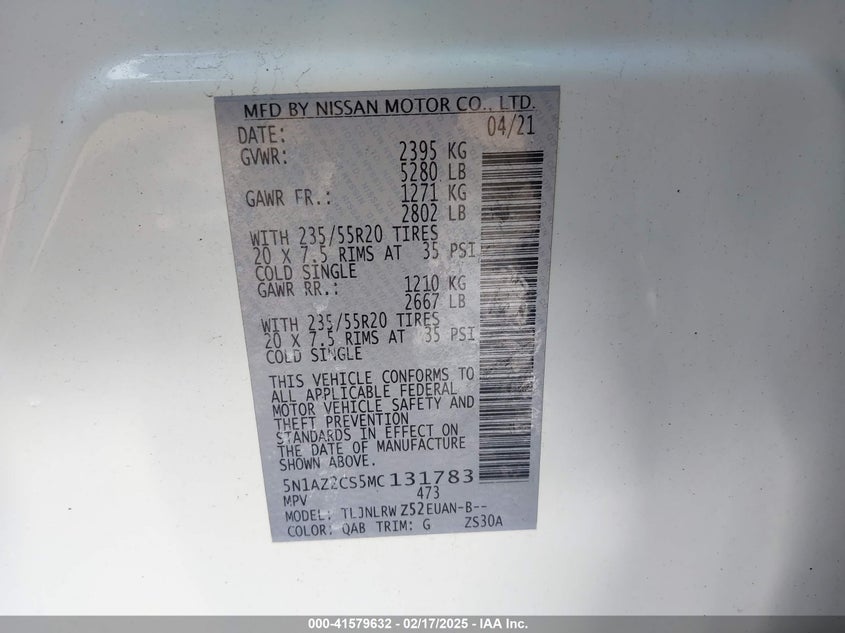 MFD BY NISSAN MOTOR CO., LTD.
DATE: 04/21
GVWR: 2395 KG
5280 LB
GAWR FR.: 1271 KG
2802 LB
WITH 235/55R20 TIRES
20 X 7.5 RIMS AT 35 PSI
COLD SINGLE
GAWR RR.: 1210 KG
2667 LB
WITH 235/55R20 TIRES
20 X 7.5 RIMS AT 35 PSI
COLD SINGLE
THIS VEHICLE CONFORMS TO
ALL APPLICABLE FEDERAL
MOTOR VEHICLE SAFETY AND
THEFT PREVENTION
STANDARDS IN EFFECT ON
THE DATE OF MANUFACTURE
SHOWN ABOVE.
5N1AZ2CS5MC131783
MPV 473
MODEL: TLJNLRWZ52EUAN-B--
COLOR: QAB TRIM: G ZS30A
000-41579632 - 02/17/2025 - IAA Inc.